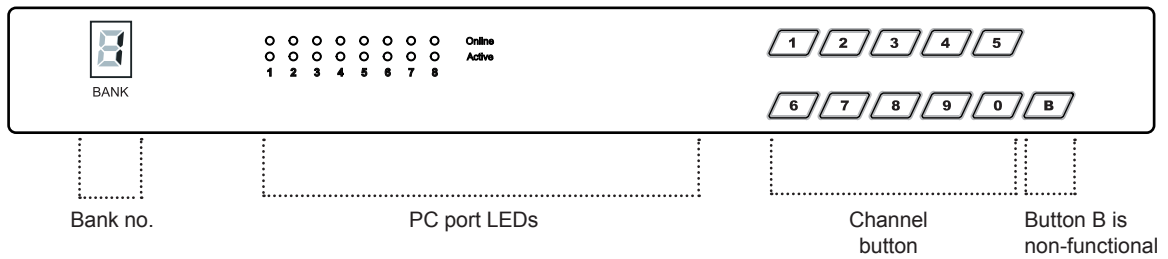 1
BANK
Online
Active
1 2 3 4 5 6 7 8
1 2 3 4 5
6 7 8 9 0 B
Bank no.
PC port LEDs
Channel
button
Button B is
non-functional